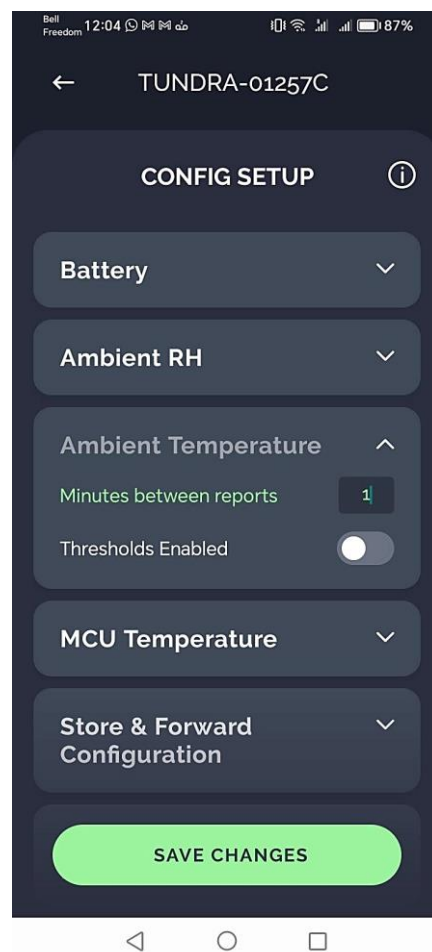 Bell
Freedom 12:04 87%
TUNDRA-01257C
CONFIG SETUP
Battery
Ambient RH
Ambient Temperature
Minutes between reports 1
Thresholds Enabled
MCU Temperature
Store & Forward
Configuration
SAVE CHANGES